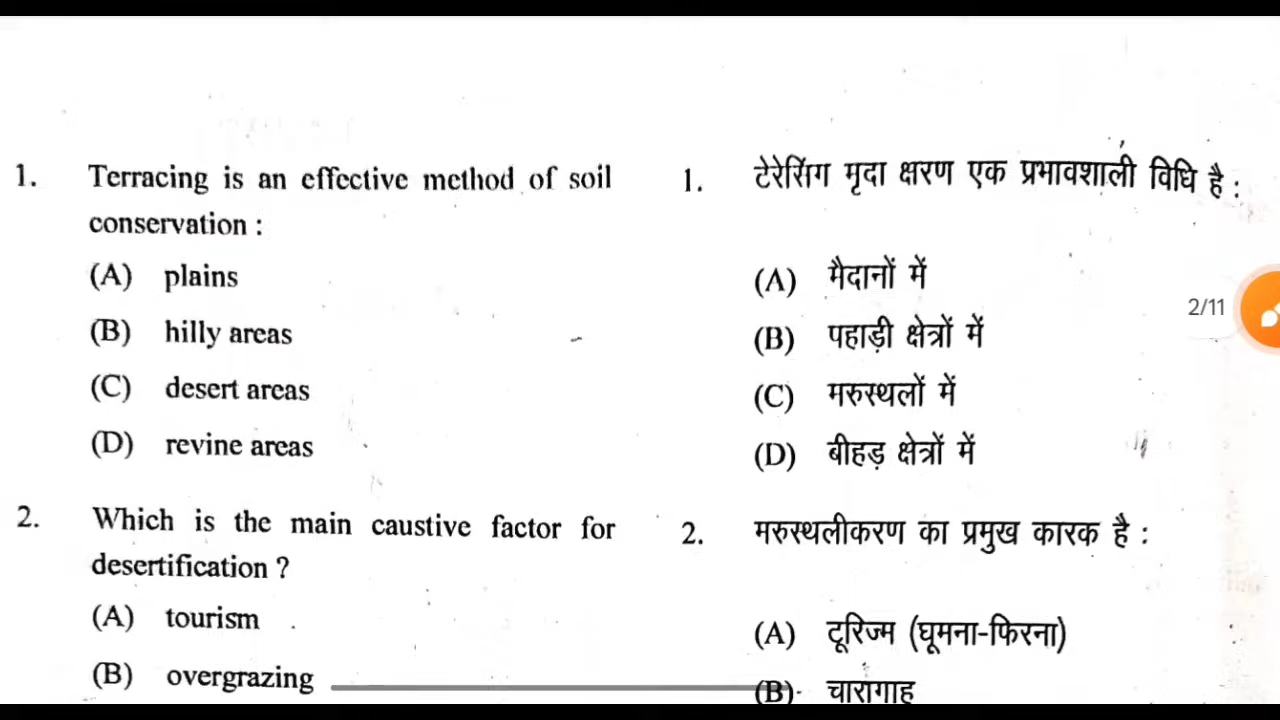 1. Terracing is an effective method of soil
conservation :
(A) plains
(B) hilly areas
(C) desert areas
(D) revine areas
2. Which is the main caustive factor for
desertification ?
(A) tourism
(B) overgrazing
1. टेरेसिंग मृदा क्षरण एक प्रभावशाली विधि है :
(A) मैदानों में
(B) पहाड़ी क्षेत्रों में
(C) मरुस्थलों में
(D) बीहड़ क्षेत्रों में
2. मरुस्थलीकरण का प्रमुख कारक है :
(A) टूरिज्म (घूमना-फिरना)
(B) चारागाह
2/11